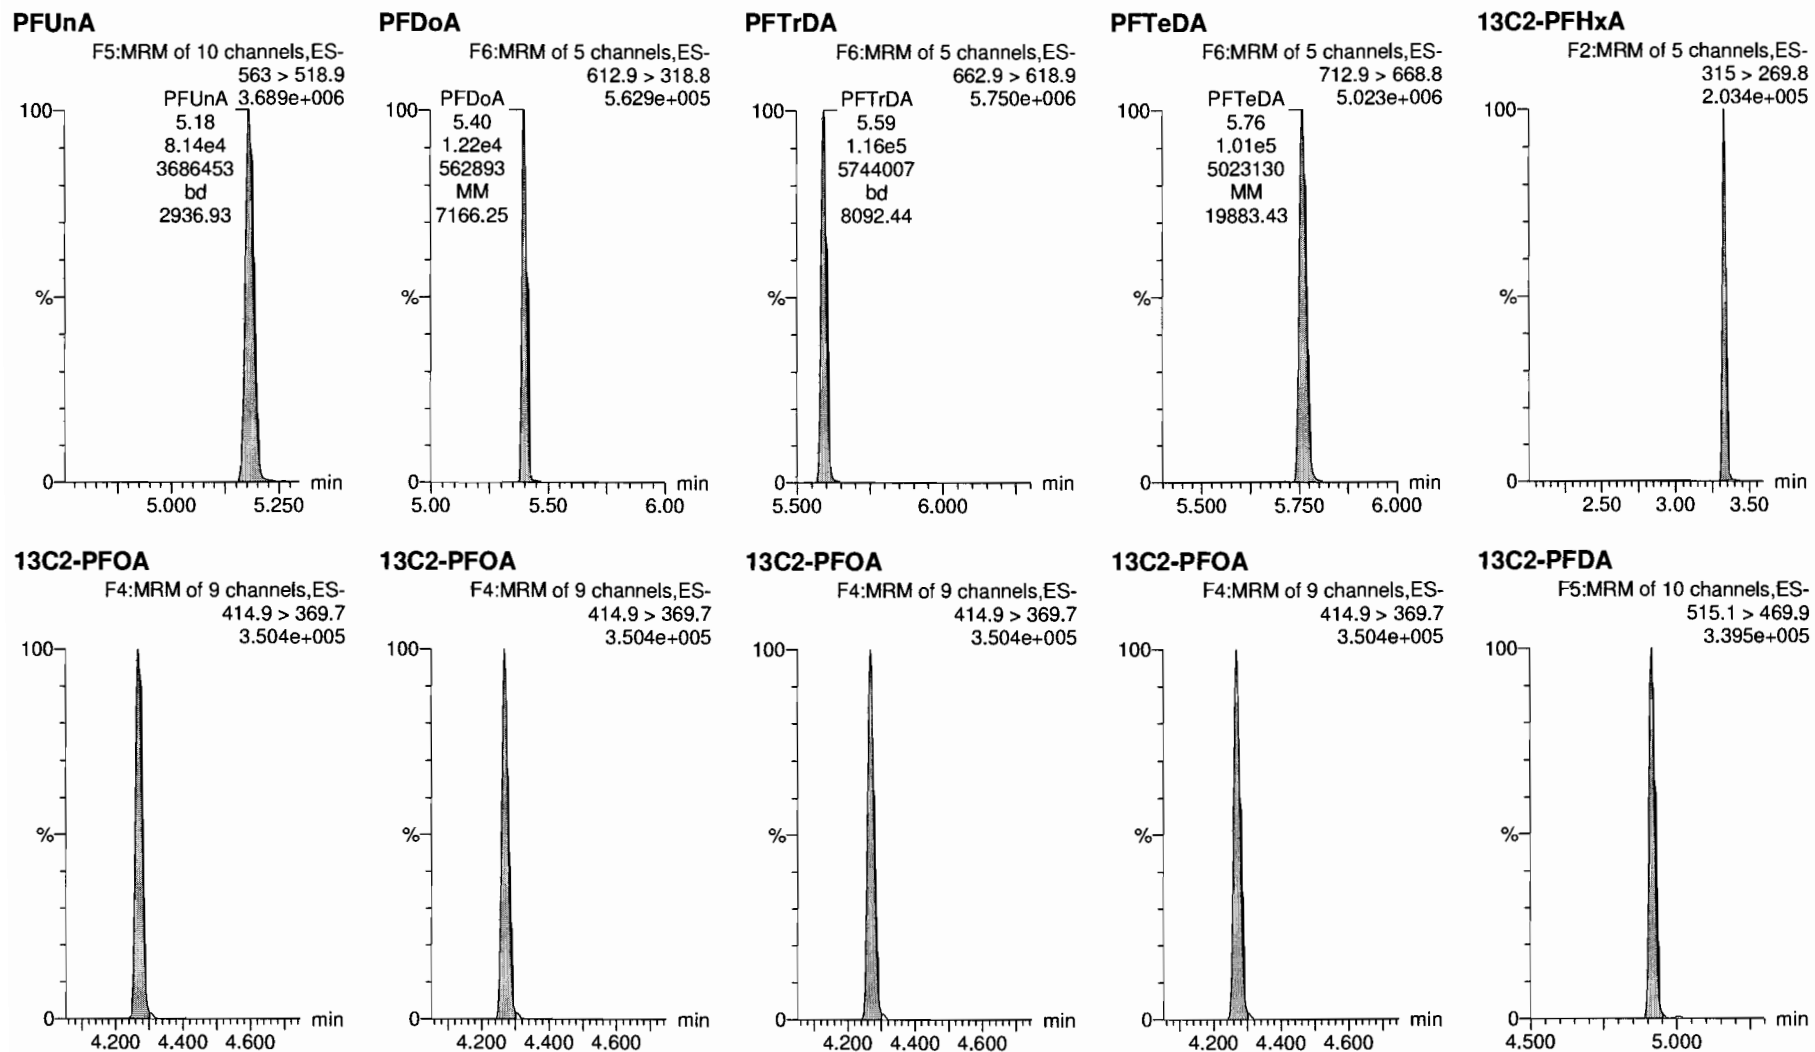 PFUnA
F5:MRM of 10 channels,ES-
563 > 518.9
3.689e+006
PFUnA
5.18
8.14e4
3686453
bd
2936.93
100
%
0
5.000
5.250
min
PFDoA
F6:MRM of 5 channels,ES-
612.9 > 318.8
5.629e+005
PFDoA
5.40
1.22e4
562893
MM
7166.25
100
%
0
5.00
5.50
6.00
min
PFTrDA
F6:MRM of 5 channels,ES-
662.9 > 618.9
5.750e+006
PFTrDA
5.59
1.16e5
5744007
bd
8092.44
100
%
0
5.500
6.000
min
PFTeDA
F6:MRM of 5 channels,ES-
712.9 > 668.8
5.023e+006
PFTeDA
5.76
1.01e5
5023130
MM
19883.43
100
%
0
5.500
5.750
6.000
min
13C2-PFHxA
F2:MRM of 5 channels,ES-
315 > 269.8
2.034e+005
100
%
0
2.50
3.00
3.50
min
13C2-PFOA
F4:MRM of 9 channels,ES-
414.9 > 369.7
3.504e+005
100
%
0
4.200
4.400
4.600
min
13C2-PFOA
F4:MRM of 9 channels,ES-
414.9 > 369.7
3.504e+005
100
%
0
4.200
4.400
4.600
min
13C2-PFOA
F4:MRM of 9 channels,ES-
414.9 > 369.7
3.504e+005
100
%
0
4.200
4.400
4.600
min
13C2-PFOA
F4:MRM of 9 channels,ES-
414.9 > 369.7
3.504e+005
100
%
0
4.200
4.400
4.600
min
13C2-PFDA
F5:MRM of 10 channels,ES-
515.1 > 469.9
3.395e+005
100
%
0
4.500
5.000
min